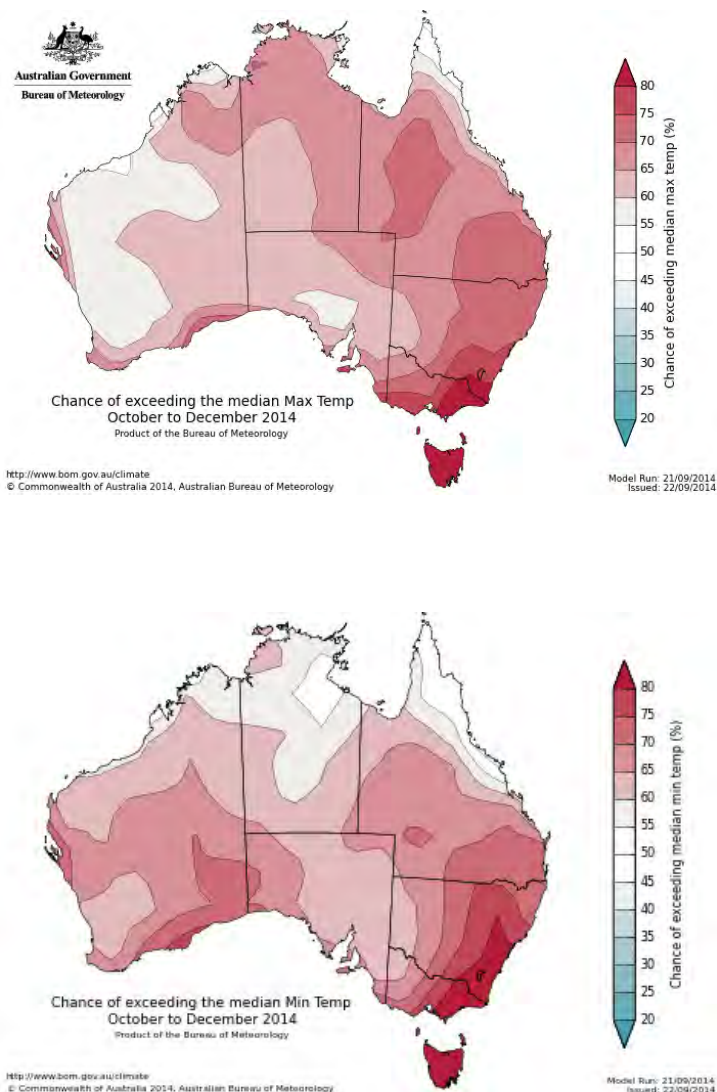 Australian Government
Bureau of Meteorology
80
75
70
65
60
55
50
45
40
35
30
25
20
Chance of exceeding median max temp (%)
Chance of exceeding the median Max Temp
October to December 2014
Product of the Bureau of Meteorology
http://www.bom.gov.au/climate
© Commonwealth of Australia 2014, Australian Bureau of Meteorology
Model Run: 21/09/2014
Issued: 22/09/2014
80
75
70
65
60
55
50
45
40
35
30
25
20
Chance of exceeding median min temp (%)
Chance of exceeding the median Min Temp
October to December 2014
Product of the Bureau of Meteorology
http://www.bom.gov.au/climate
© Commonwealth of Australia 2014, Australian Bureau of Meteorology
Model Run: 21/09/2014
Issued: 22/09/2014